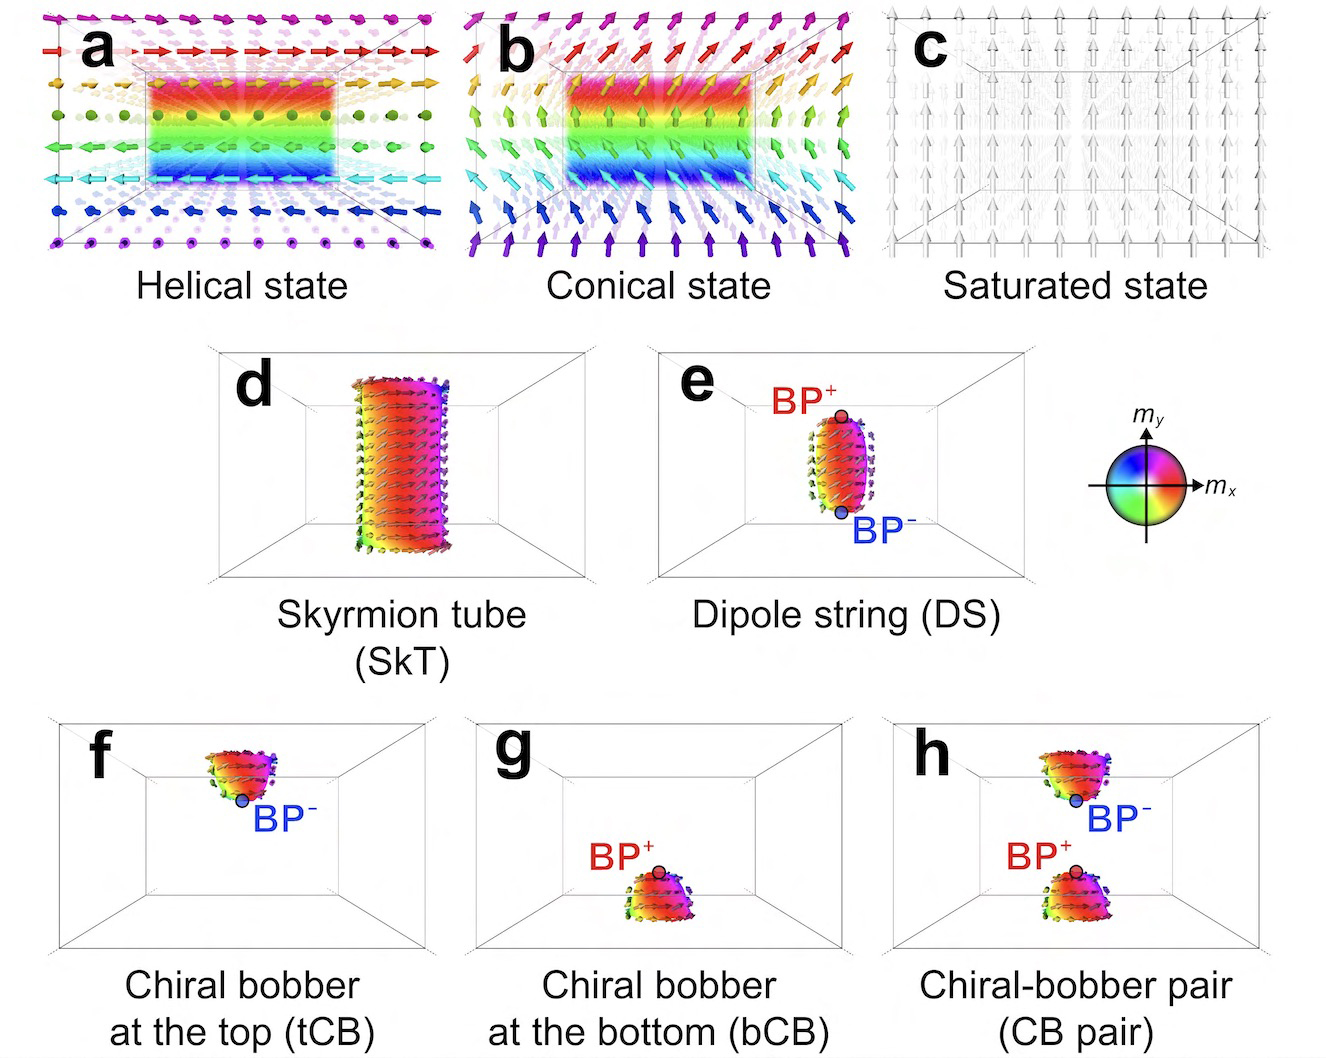 a
b
c
Helical state
Conical state
Saturated state
d
e
BP⁺
BP⁻
m_y
m_x
Skyrmion tube
(SkT)
Dipole string (DS)
f
BP⁻
g
BP⁺
h
BP⁻
BP⁺
Chiral bobber
at the top (tCB)
Chiral bobber
at the bottom (bCB)
Chiral-bobber pair
(CB pair)